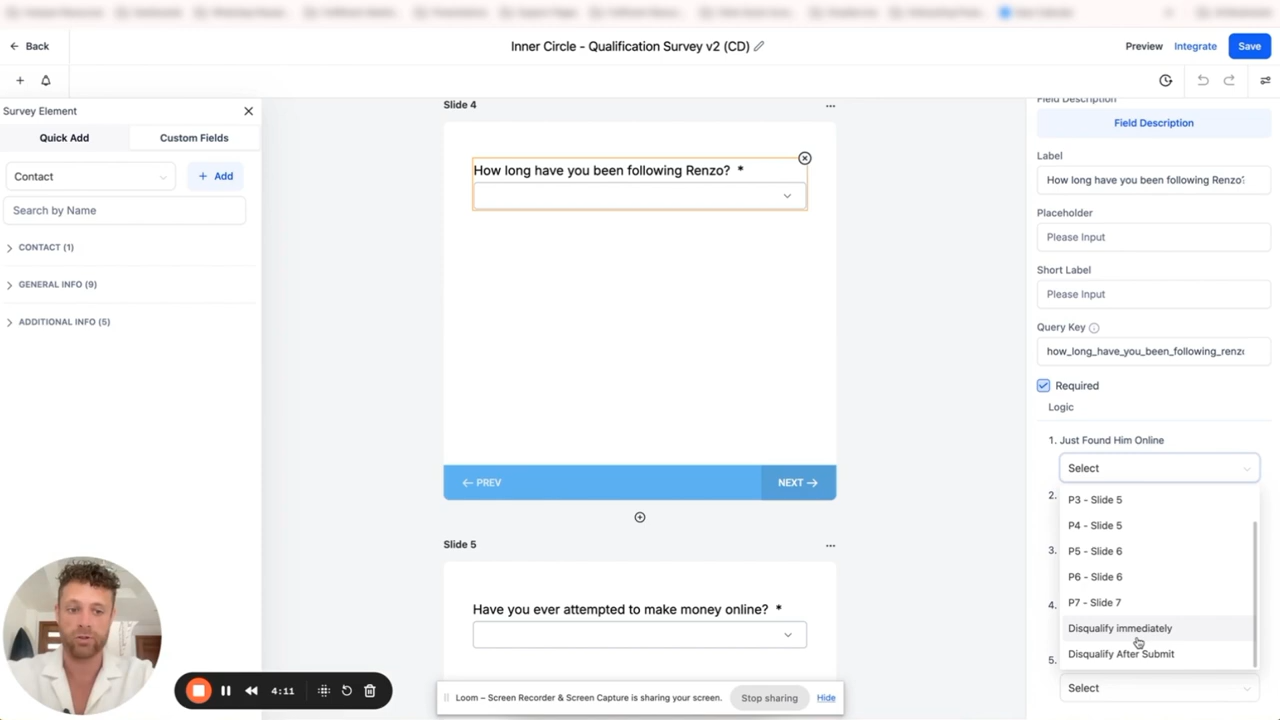 Back
Inner Circle - Qualification Survey v2 (CD)
Preview
Integrate
Save
Survey Element
Quick Add
Custom Fields
Contact
+ Add
Search by Name
CONTACT (1)
GENERAL INFO (9)
ADDITIONAL INFO (5)
Slide 4
How long have you been following Renzo? *
← PREV
NEXT →
Slide 5
Have you ever attempted to make money online? *
Field Description
Field Description
Label
How long have you been following Renzo?
Placeholder
Please Input
Short Label
Please Input
Query Key
how_long_have_you_been_following_renzo
Required
Logic
1. Just Found Him Online
Select
2.
P3 - Slide 5
P4 - Slide 5
3.
P5 - Slide 6
P6 - Slide 6
4.
P7 - Slide 7
Disqualify immediately
Disqualify After Submit
5.
Select
4:11
Loom – Screen Recorder & Screen Capture is sharing your screen.
Stop sharing
Hide